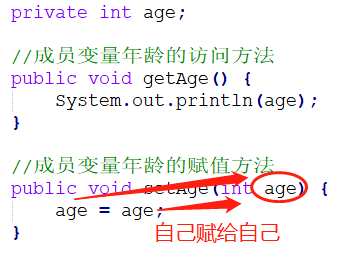 private int age;
//成员变量年龄的访问方法
public void getAge() {
System.out.println(age);
}
//成员变量年龄的赋值方法
public void setAge(int age) {
age = age;
}
自己赋给自己